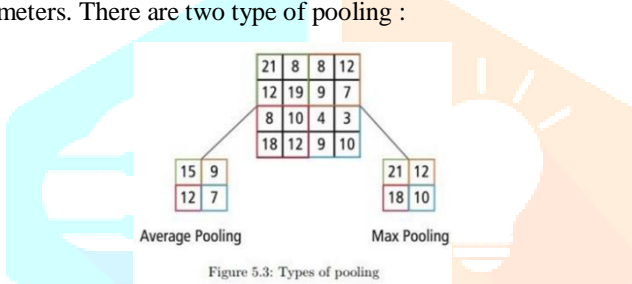 meters. There are two type of pooling :
21 8 8 12
12 19 9 7
8 10 4 3
18 12 9 10
15 9
12 7
21 12
18 10
Average Pooling
Max Pooling
Figure 5.3: Types of pooling